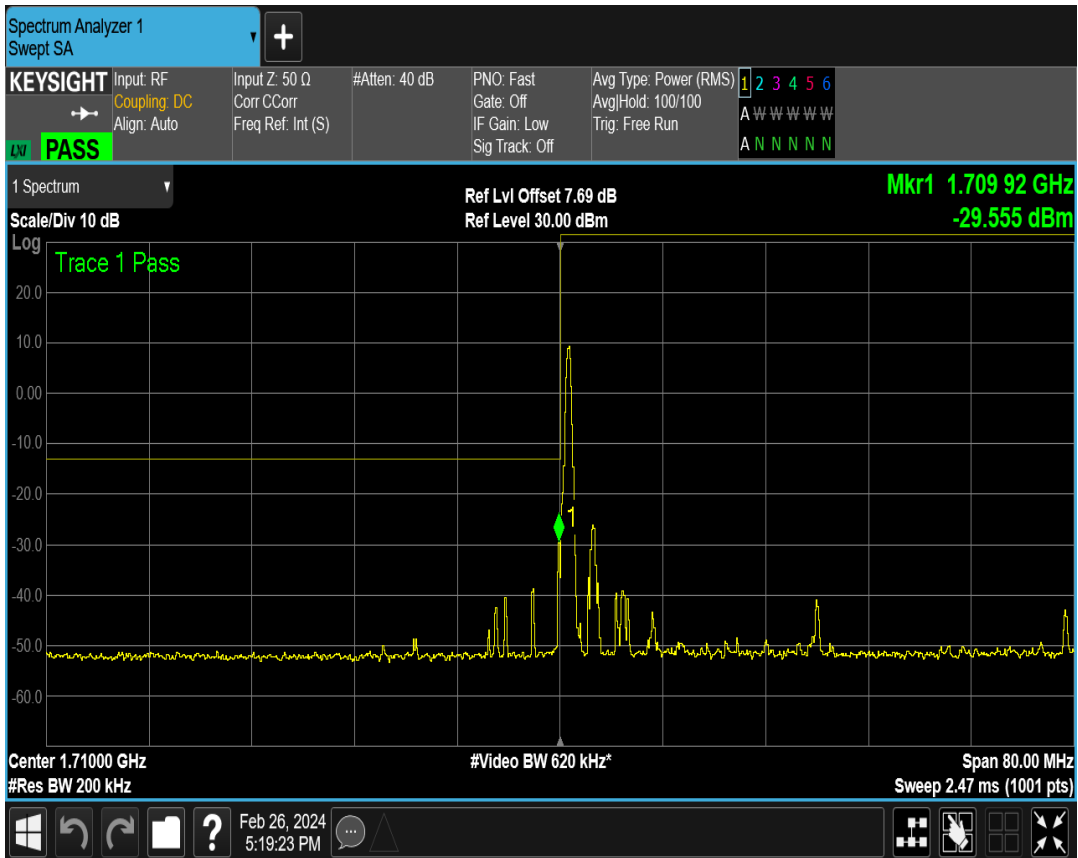 Spectrum Analyzer 1
Swept SA
+
KEYSIGHT
LXI PASS
Input: RF
Coupling: DC
Align: Auto
Input Z: 50 Ω
Corr CCorr
Freq Ref: Int (S)
#Atten: 40 dB
PNO: Fast
Gate: Off
IF Gain: Low
Sig Track: Off
Avg Type: Power (RMS)
Avg|Hold: 100/100
Trig: Free Run
1 2 3 4 5 6
A W W W W W
A N N N N N
1 Spectrum
Scale/Div 10 dB
Ref Lvl Offset 7.69 dB
Ref Level 30.00 dBm
Mkr1 1.709 92 GHz
-29.555 dBm
Log
Trace 1 Pass
20.0
10.0
0.00
-10.0
-20.0
1
-30.0
-40.0
-50.0
-60.0
Center 1.71000 GHz
#Res BW 200 kHz
#Video BW 620 kHz*
Span 80.00 MHz
Sweep 2.47 ms (1001 pts)
?
Feb 26, 2024
5:19:23 PM